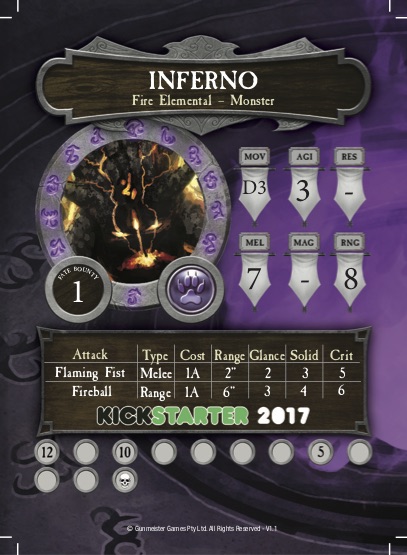 INFERNO
Fire Elemental – Monster
MOV AGI RES
D3 3 -
MEL MAG RNG
7 - 8
FATE BOUNTY
1
Attack Type Cost Range Glance Solid Crit
Flaming Fist Melee 1A 2” 2 3 5
Fireball Range 1A 6” 3 4 6
KICKSTARTER 2017
12 10 5
© Gunmeister Games Pty Ltd. All Rights Reserved - V1.1